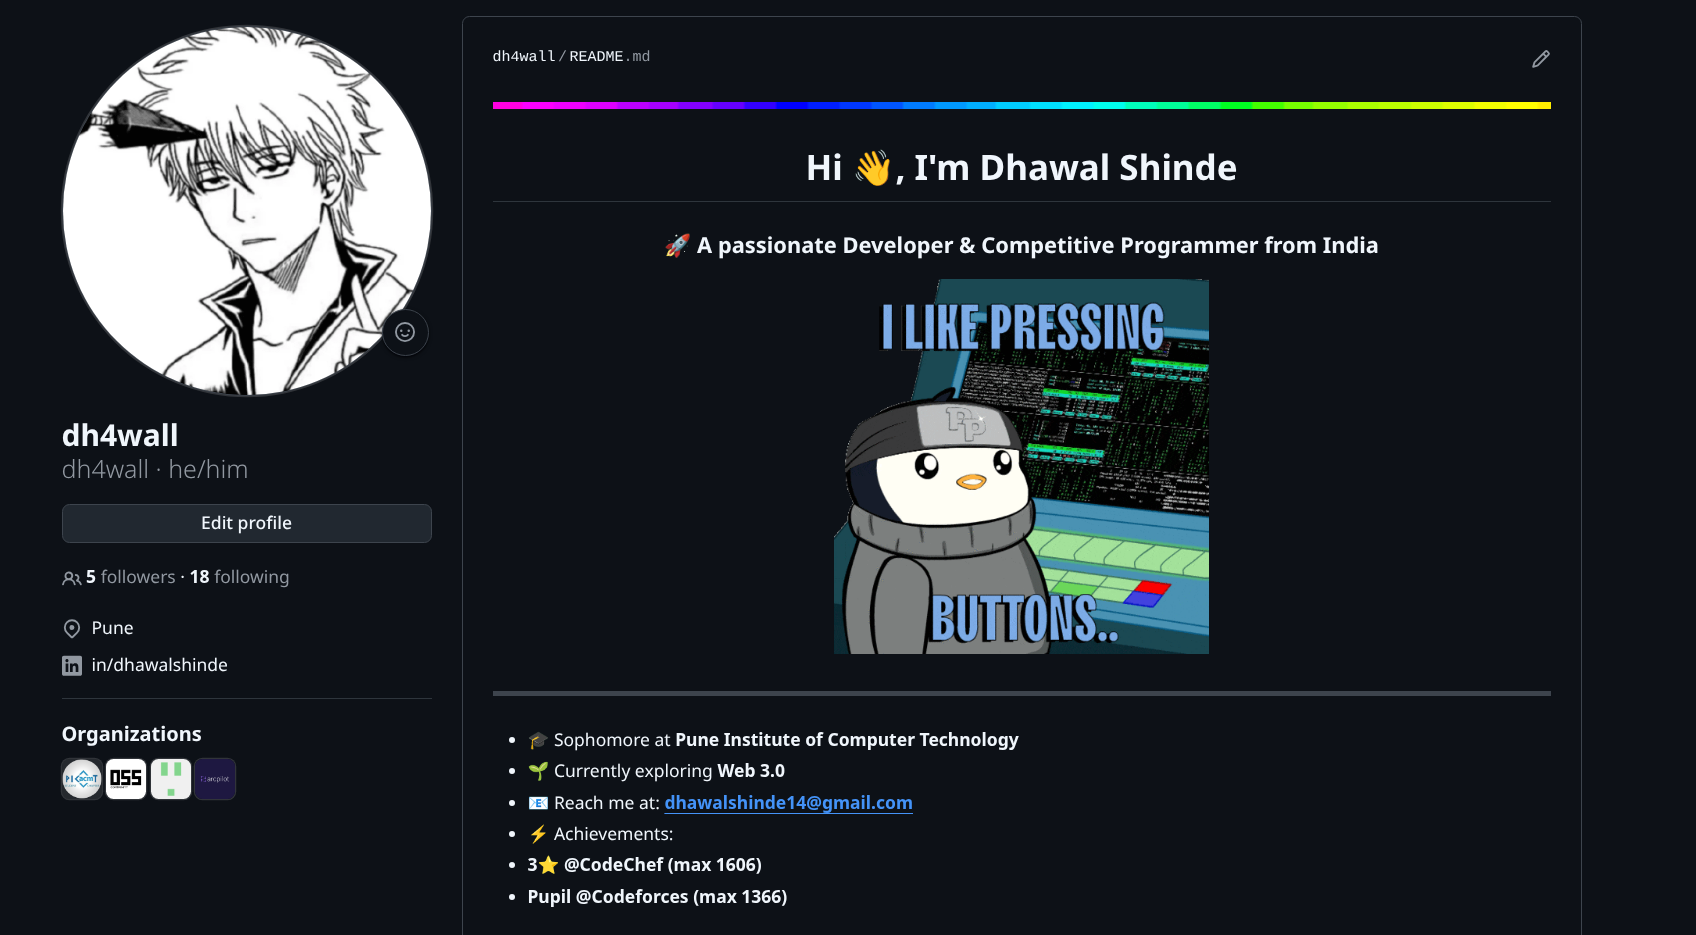 dh4wall
dh4wall · he/him
Edit profile
5 followers · 18 following
Pune
in/dhawalshinde
Organizations
OSS
dh4wall/README.md
Hi 👋, I'm Dhawal Shinde
🚀 A passionate Developer & Competitive Programmer from India
I LIKE PRESSING
PP
BUTTONS..
🎓 Sophomore at Pune Institute of Computer Technology
🌱 Currently exploring Web 3.0
📧 Reach me at: dhawalshinde14@gmail.com
⚡ Achievements:
3⭐ @CodeChef (max 1606)
Pupil @Codeforces (max 1366)